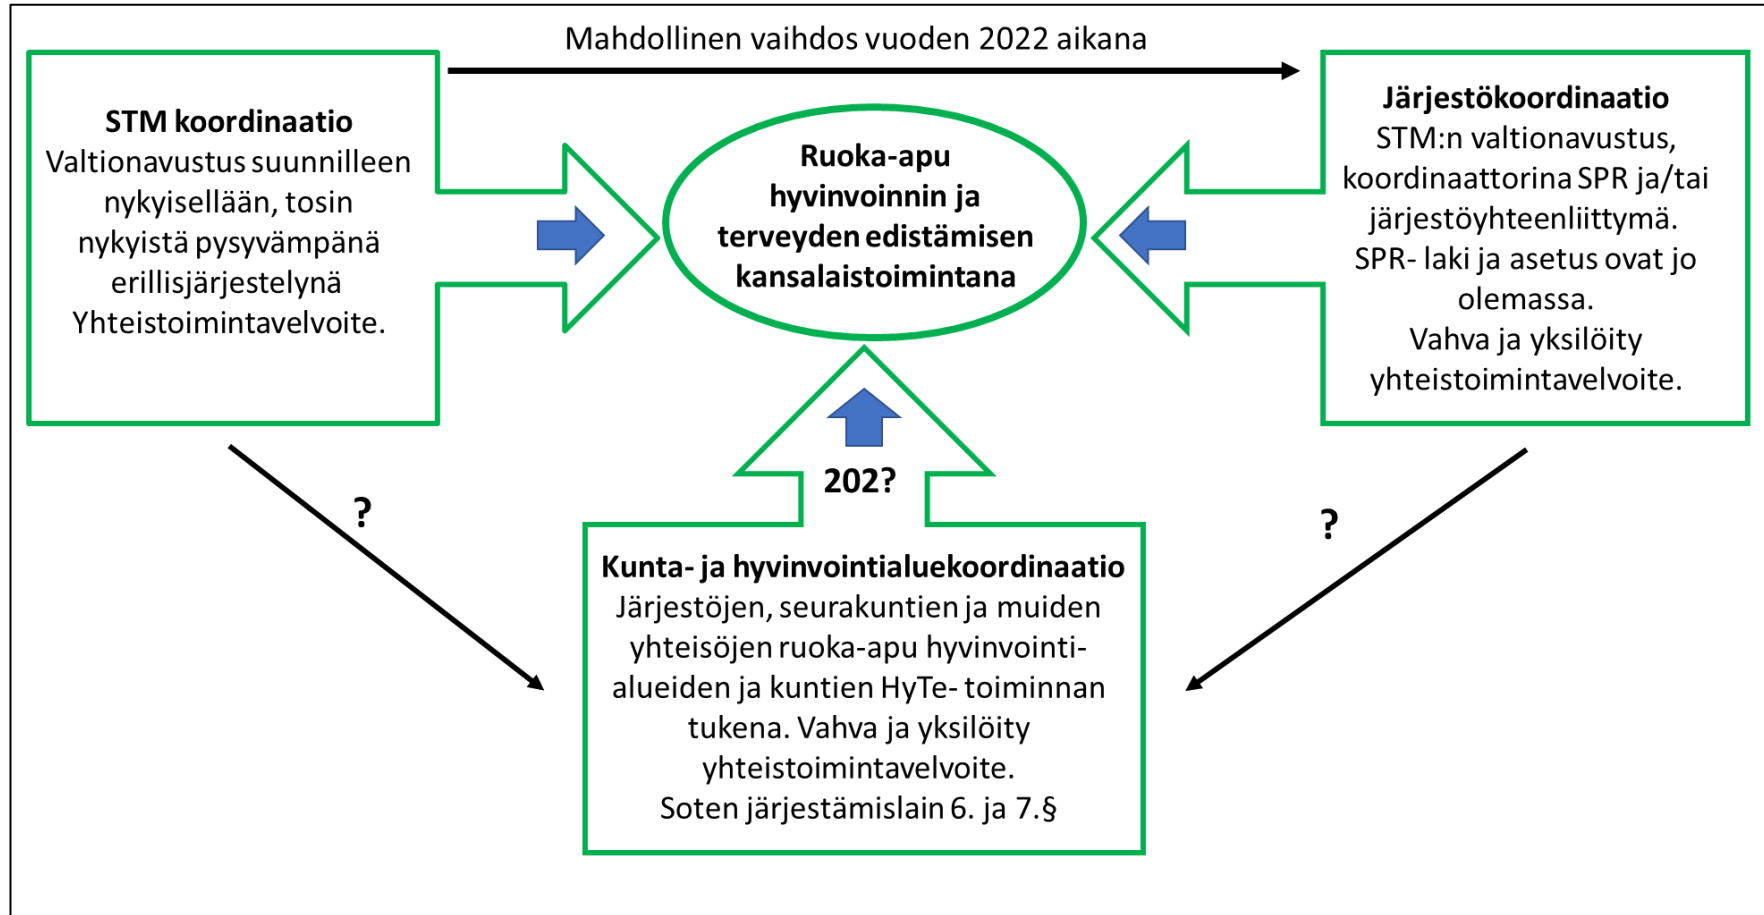 Mahdollinen vaihdos vuoden 2022 aikana
STM koordinaatio
Valtionavustus suunnilleen
nykyisellään, tosin
nykyistä pysyvämpänä
erillisjärjestelynä
Yhteistoimintavelvoite.
Ruoka-apu
hyvinvoinnin ja
terveyden edistämisen
kansalaistoimintana
Järjestökoordinaatio
STM:n valtionavustus,
koordinaattorina SPR ja/tai
järjestöyhteenliittymä.
SPR- laki ja asetus ovat jo
olemassa.
Vahva ja yksilöity
yhteistoimintavelvoite.
?
202?
?
Kunta- ja hyvinvointialuekoordinaatio
Järjestöjen, seurakuntien ja muiden
yhteisöjen ruoka-apu hyvinvointi-
alueiden ja kuntien HyTe- toiminnan
tukena. Vahva ja yksilöity
yhteistoimintavelvoite.
Soten järjestämislain 6. ja 7.§